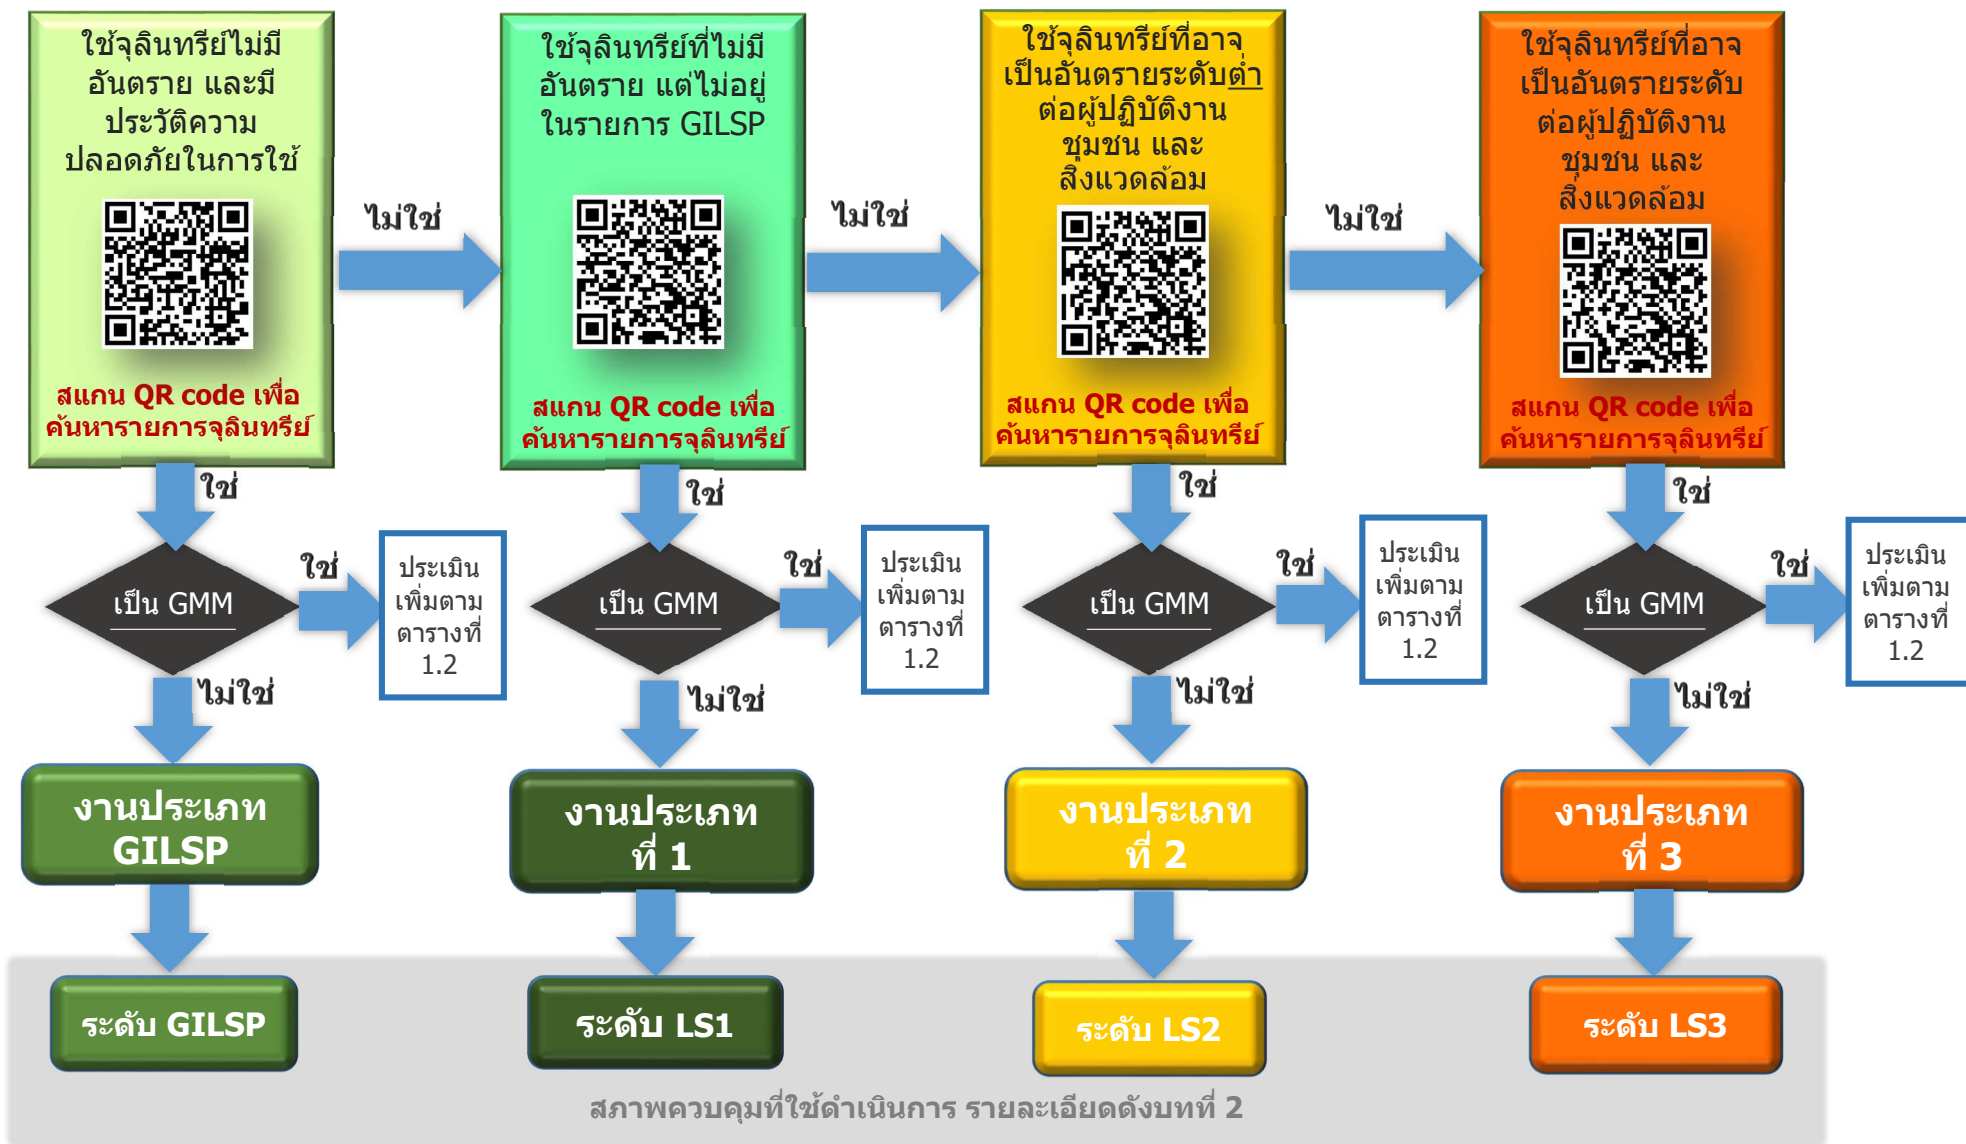 ใช้จุลินทรีย์ไม่มี
อันตราย และมี
ประวัติความ
ปลอดภัยในการใช้
สแกน QR code เพื่อ
ค้นหารายการจุลินทรีย์
ไม่ใช่
ใช้จุลินทรีย์ที่ไม่มี
อันตราย แต่ไม่อยู่
ในรายการ GILSP
สแกน QR code เพื่อ
ค้นหารายการจุลินทรีย์
ไม่ใช่
ใช้จุลินทรีย์ที่อาจ
เป็นอันตรายระดับต่ำ
ต่อผู้ปฏิบัติงาน
ชุมชน และ
สิ่งแวดล้อม
สแกน QR code เพื่อ
ค้นหารายการจุลินทรีย์
ไม่ใช่
ใช้จุลินทรีย์ที่อาจ
เป็นอันตรายระดับ
ต่อผู้ปฏิบัติงาน
ชุมชน และ
สิ่งแวดล้อม
สแกน QR code เพื่อ
ค้นหารายการจุลินทรีย์
ใช่
ใช่
ใช่
ใช่
เป็น GMM
ใช่
ประเมิน
เพิ่มตาม
ตารางที่
1.2
เป็น GMM
ใช่
ประเมิน
เพิ่มตาม
ตารางที่
1.2
เป็น GMM
ใช่
ประเมิน
เพิ่มตาม
ตารางที่
1.2
เป็น GMM
ใช่
ประเมิน
เพิ่มตาม
ตารางที่
1.2
ไม่ใช่
ไม่ใช่
ไม่ใช่
ไม่ใช่
งานประเภท
GILSP
งานประเภท
ที่ 1
งานประเภท
ที่ 2
งานประเภท
ที่ 3
ระดับ GILSP
ระดับ LS1
ระดับ LS2
ระดับ LS3
สภาพควบคุมที่ใช้ดำเนินการ รายละเอียดดังบทที่ 2